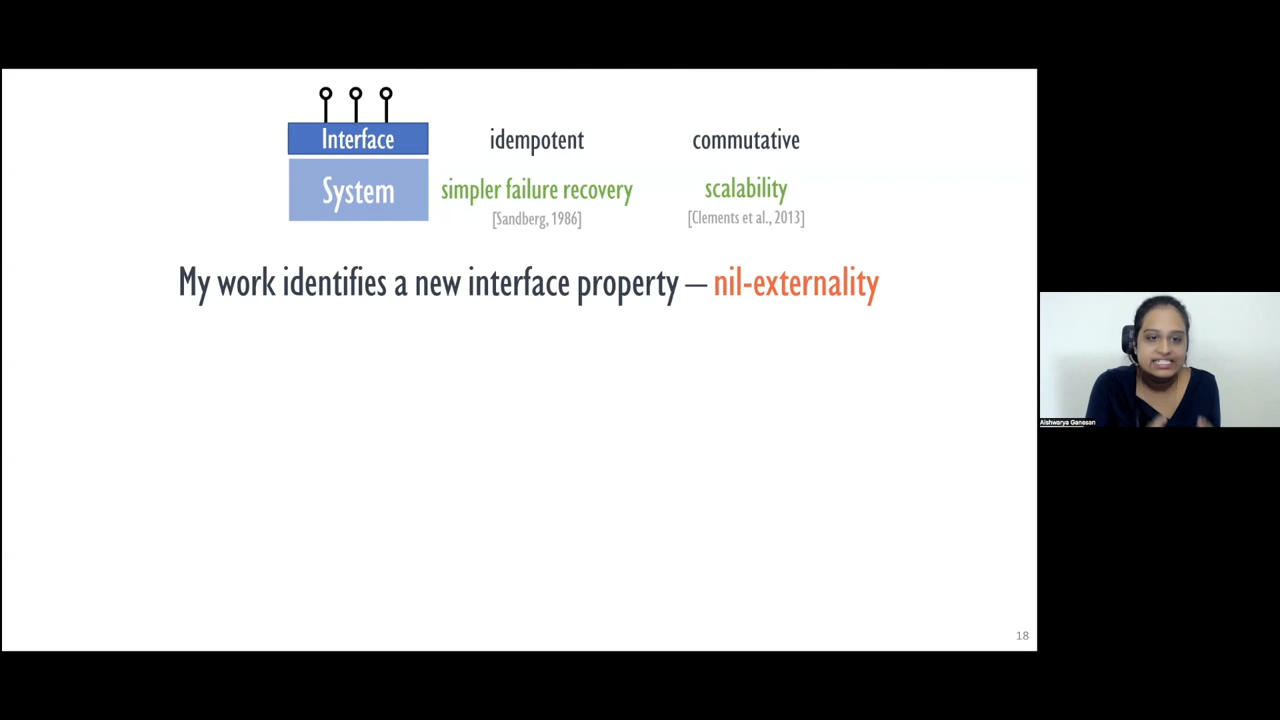 Interface
idempotent
commutative
System
simpler failure recovery
scalability
[Sandberg, 1986]
[Clements et al., 2013]
My work identifies a new interface property — nil-externality
Aishwarya Ganesan
18